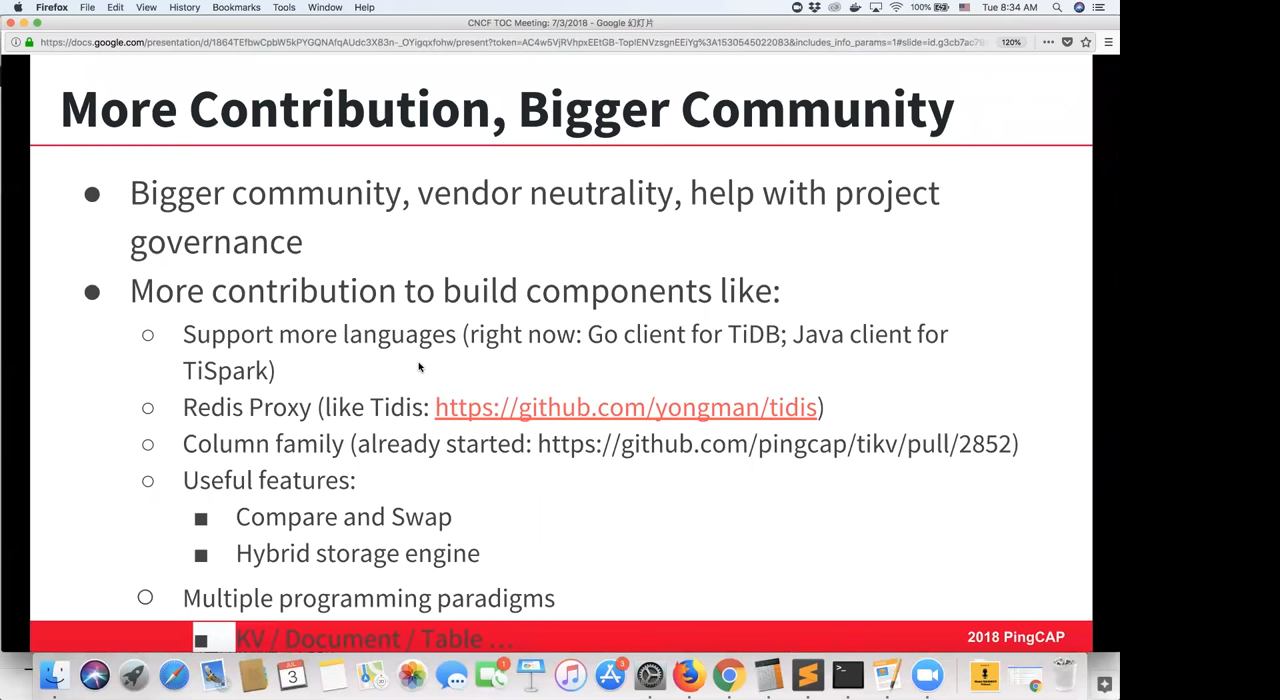 Firefox File Edit View History Bookmarks Tools Window Help 100% Tue 8:34 AM
CNCF TOC Meeting: 7/3/2018 - Google 幻灯片
120%
More Contribution, Bigger Community
● Bigger community, vendor neutrality, help with project
governance
● More contribution to build components like:
○ Support more languages (right now: Go client for TiDB; Java client for
TiSpark)
○ Redis Proxy (like Tidis: https://github.com/yongman/tidis)
○ Column family (already started: https://github.com/pingcap/tikv/pull/2852)
○ Useful features:
■ Compare and Swap
■ Hybrid storage engine
○ Multiple programming paradigms
■ KV / Document / Table ...
2018 PingCAP
JUL
3
1
3